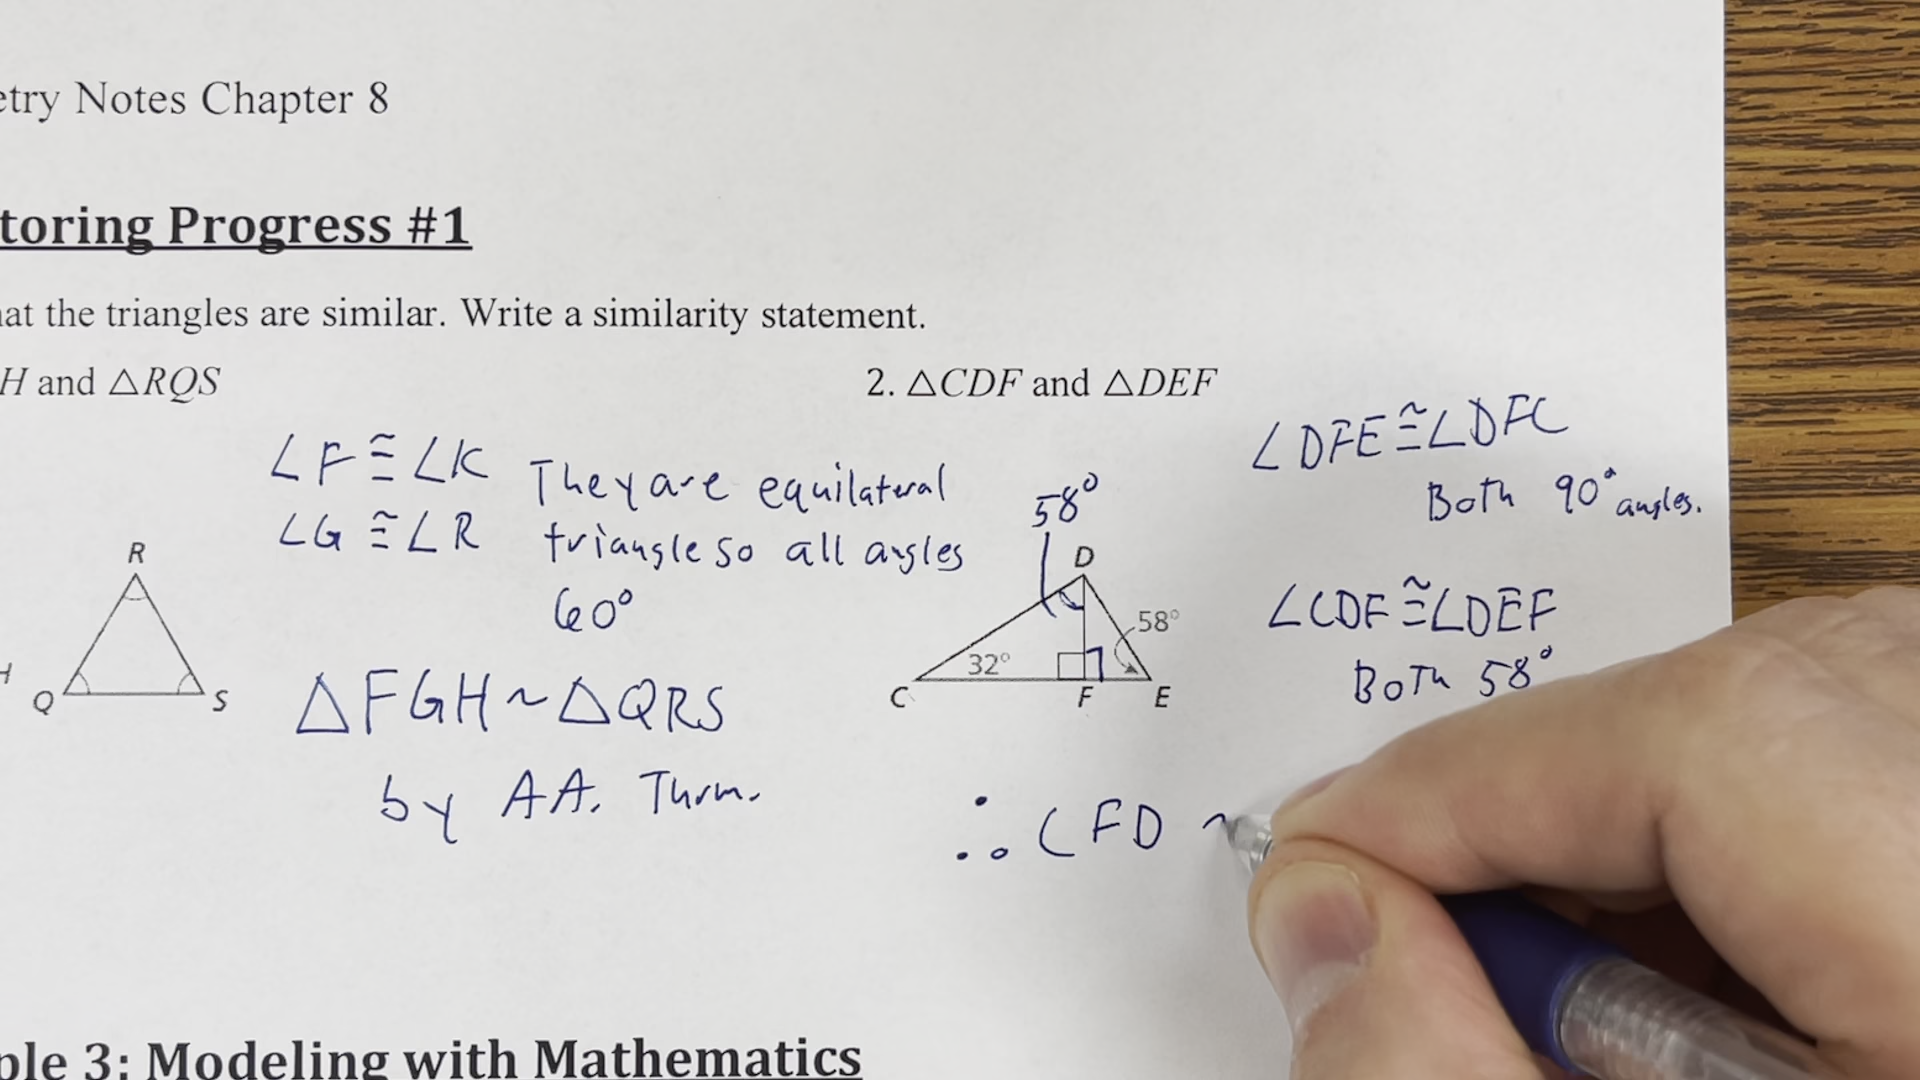 etry Notes Chapter 8
toring Progress #1
at the triangles are similar. Write a similarity statement.
H and △RQS
∠F ≅ ∠K
∠G ≅ ∠R
They are equilateral
triangle so all angles
60°
R
Q
S
△FGH ~ △QRS
by AA. Thrm.
2. △CDF and △DEF
58°
D
58°
32°
C
F
E
∠DFE ≅ ∠DFC
Both 90° angles.
∠CDF ≅ ∠DEF
Both 58°
∴ CFD ~
ple 3: Modeling with Mathematics